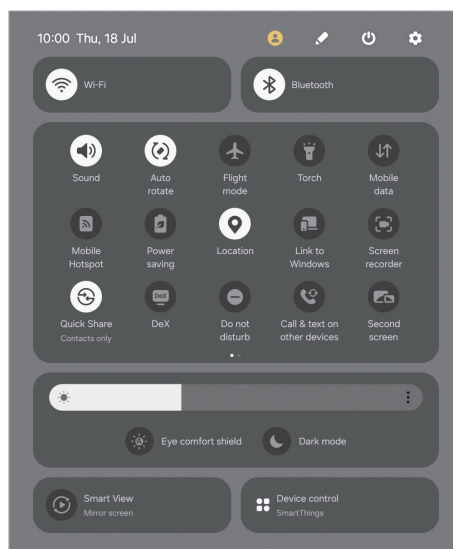 10:00 Thu, 18 Jul
Wi-Fi
Bluetooth
Sound
Auto
rotate
Flight
mode
Torch
Mobile
data
Mobile
Hotspot
Power
saving
Location
Link to
Windows
Screen
recorder
Quick Share
Contacts only
DeX
DeX
Do not
disturb
Call & text on
other devices
Second
screen
Eye comfort shield
Dark mode
Smart View
Mirror screen
Device control
SmartThings